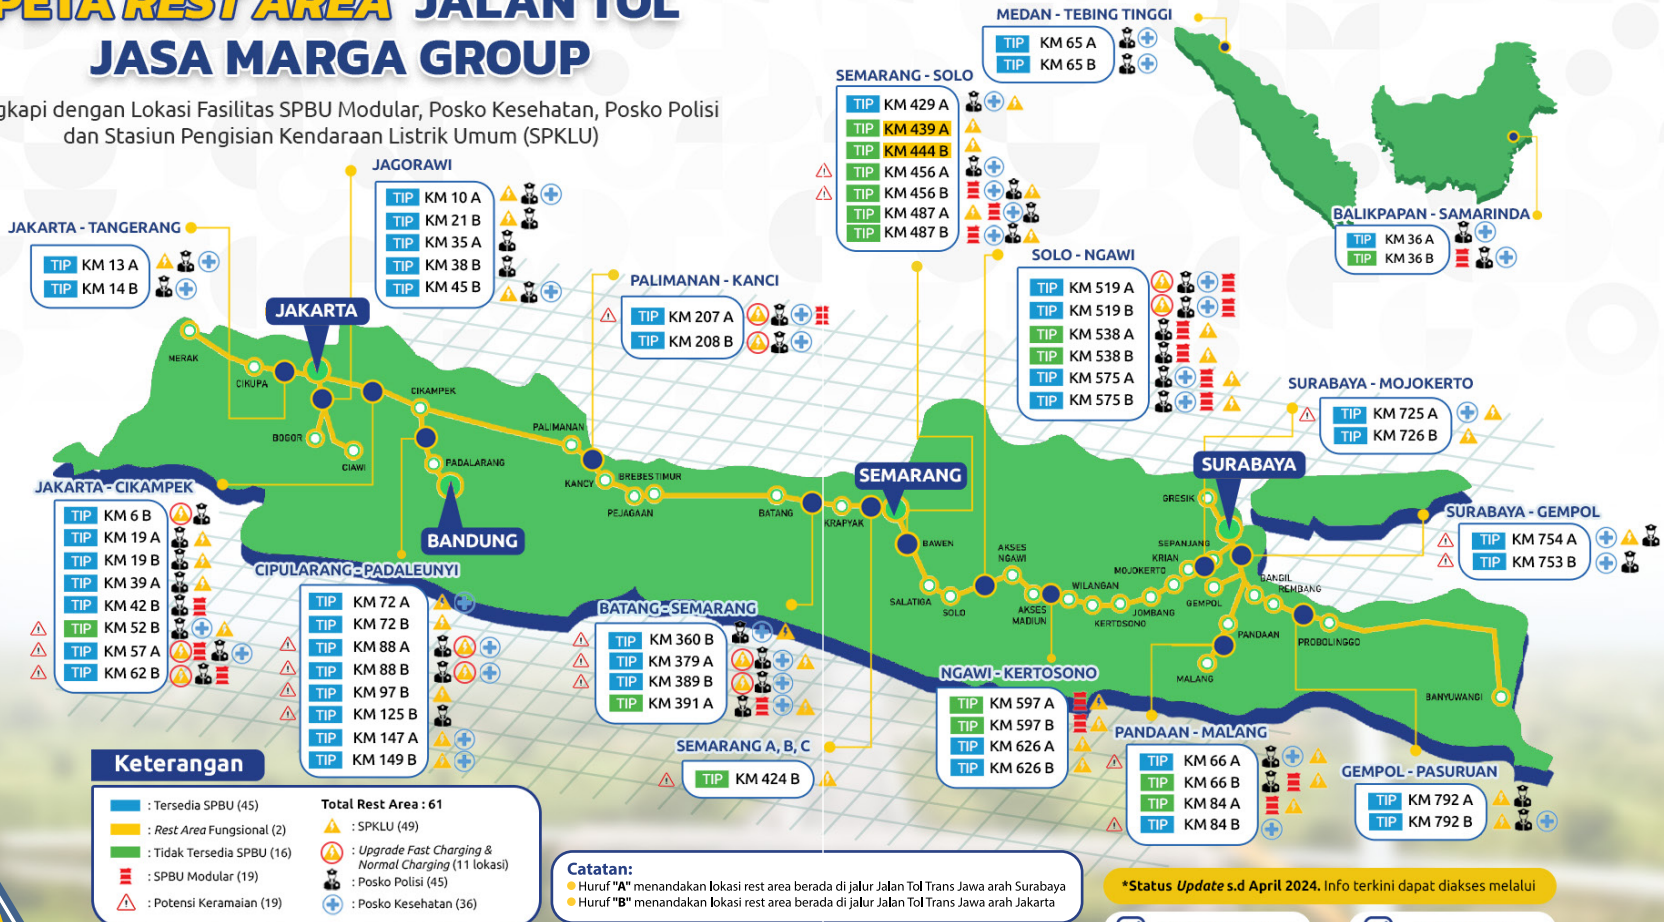 PETA REST AREA JALAN TOL
JASA MARGA GROUP
gkapi dengan Lokasi Fasilitas SPBU Modular, Posko Kesehatan, Posko Polisi
dan Stasiun Pengisian Kendaraan Listrik Umum (SPKLU)
MEDAN - TEBING TINGGI
TIP KM 65 A
TIP KM 65 B
SEMARANG - SOLO
TIP KM 429 A
TIP KM 439 A
TIP KM 444 B
TIP KM 456 A
TIP KM 456 B
TIP KM 487 A
TIP KM 487 B
BALIKPAPAN - SAMARINDA
TIP KM 36 A
TIP KM 36 B
JAGORAWI
TIP KM 10 A
TIP KM 21 B
TIP KM 35 A
TIP KM 38 B
TIP KM 45 B
JAKARTA - TANGERANG
TIP KM 13 A
TIP KM 14 B
PALIMANAN - KANCI
TIP KM 207 A
TIP KM 208 B
SOLO - NGAWI
TIP KM 519 A
TIP KM 519 B
TIP KM 538 A
TIP KM 538 B
TIP KM 575 A
TIP KM 575 B
SURABAYA - MOJOKERTO
TIP KM 725 A
TIP KM 726 B
JAKARTA
MERAK
CIKUPA
BOGOR
CIAWI
CIKAMPEK
PADALARANG
BANDUNG
PALIMANAN
KANCY
BREBES TIMUR
PEJAGAAN
BATANG
KRAPYAK
SEMARANG
BAWEN
SALATIGA
SOLO
AKSES
NGAWI
AKSES
MADIUN
WILANGAN
KERTOSONO
JOMBANG
MOJOKERTO
KRIAN
SEPANJANG
GRESIK
SURABAYA
GEMPOL
BANGIL
REMBANG
PANDAAN
MALANG
PROBOLINGGO
BANYUWANGI
JAKARTA - CIKAMPEK
TIP KM 6 B
TIP KM 19 A
TIP KM 19 B
TIP KM 39 A
TIP KM 42 B
TIP KM 52 B
TIP KM 57 A
TIP KM 62 B
CIPULARANG-PADALEUNYI
TIP KM 72 A
TIP KM 72 B
TIP KM 88 A
TIP KM 88 B
TIP KM 97 B
TIP KM 125 B
TIP KM 147 A
TIP KM 149 B
BATANG-SEMARANG
TIP KM 360 B
TIP KM 379 A
TIP KM 389 B
TIP KM 391 A
SEMARANG A, B, C
TIP KM 424 B
NGAWI - KERTOSONO
TIP KM 597 A
TIP KM 597 B
TIP KM 626 A
TIP KM 626 B
SURABAYA - GEMPOL
TIP KM 754 A
TIP KM 753 B
PANDAAN - MALANG
TIP KM 66 A
TIP KM 66 B
TIP KM 84 A
TIP KM 84 B
GEMPOL - PASURUAN
TIP KM 792 A
TIP KM 792 B
Keterangan
: Tersedia SPBU (45)
: Rest Area Fungsional (2)
: Tidak Tersedia SPBU (16)
: SPBU Modular (19)
: Potensi Keramaian (19)
Total Rest Area : 61
: SPKLU (49)
: Upgrade Fast Charging &
Normal Charging (11 lokasi)
: Posko Polisi (45)
: Posko Kesehatan (36)
Catatan:
Huruf "A" menandakan lokasi rest area berada di jalur Jalan Tol Trans Jawa arah Surabaya
Huruf "B" menandakan lokasi rest area berada di jalur Jalan Tol Trans Jawa arah Jakarta
*Status Update s.d April 2024. Info terkini dapat diakses melalui